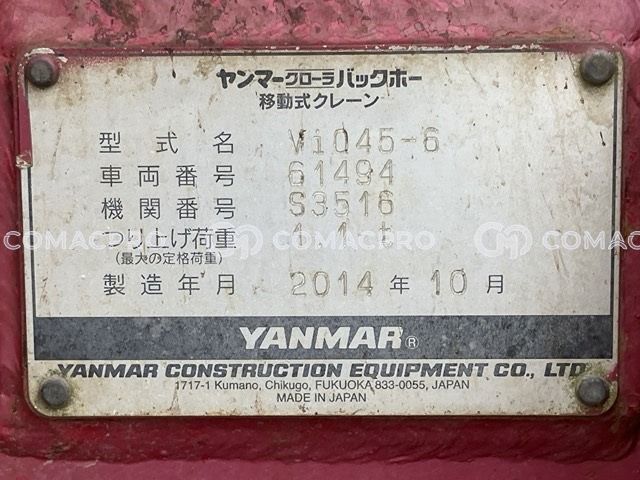 ヤンマークローラバックホー
移動式クレーン
型式名 ViO45-6
車両番号 61494
機関番号 S3516
つり上げ荷重 1.1t
(最大の定格荷重)
製造年月 2014年10月
YANMAR®
YANMAR CONSTRUCTION EQUIPMENT CO., LTD.
1717-1 Kumano, Chikugo, FUKUOKA 833-0055, JAPAN
MADE IN JAPAN
COMACPRO COMACPRO COMACPRO